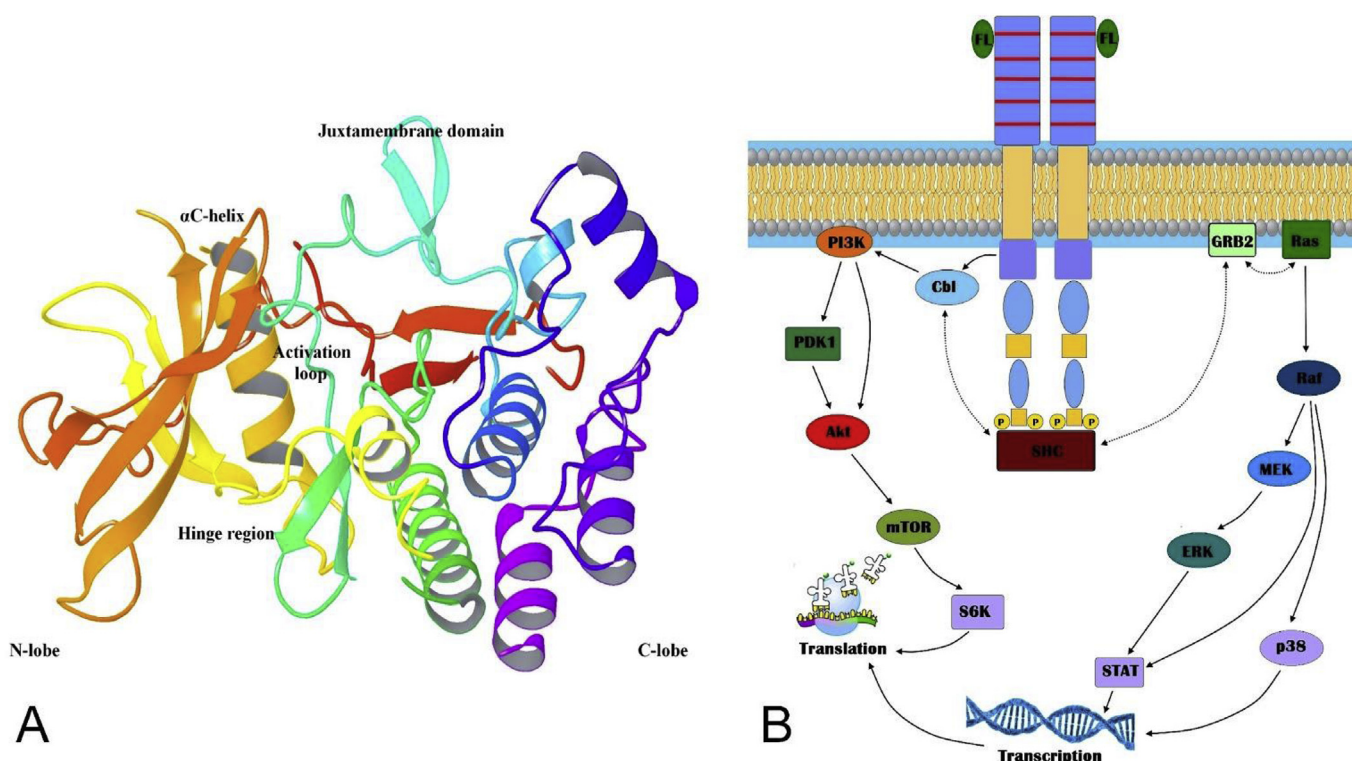 Juxtamembrane domain
αC-helix
Activation
loop
Hinge region
N-lobe
C-lobe
A
FL
FL
PI3K
GRB2
Ras
Cbl
PDK1
Raf
Akt
P
P
P
P
SHC
MEK
mTOR
ERK
S6K
Translation
p38
STAT
Transcription
B